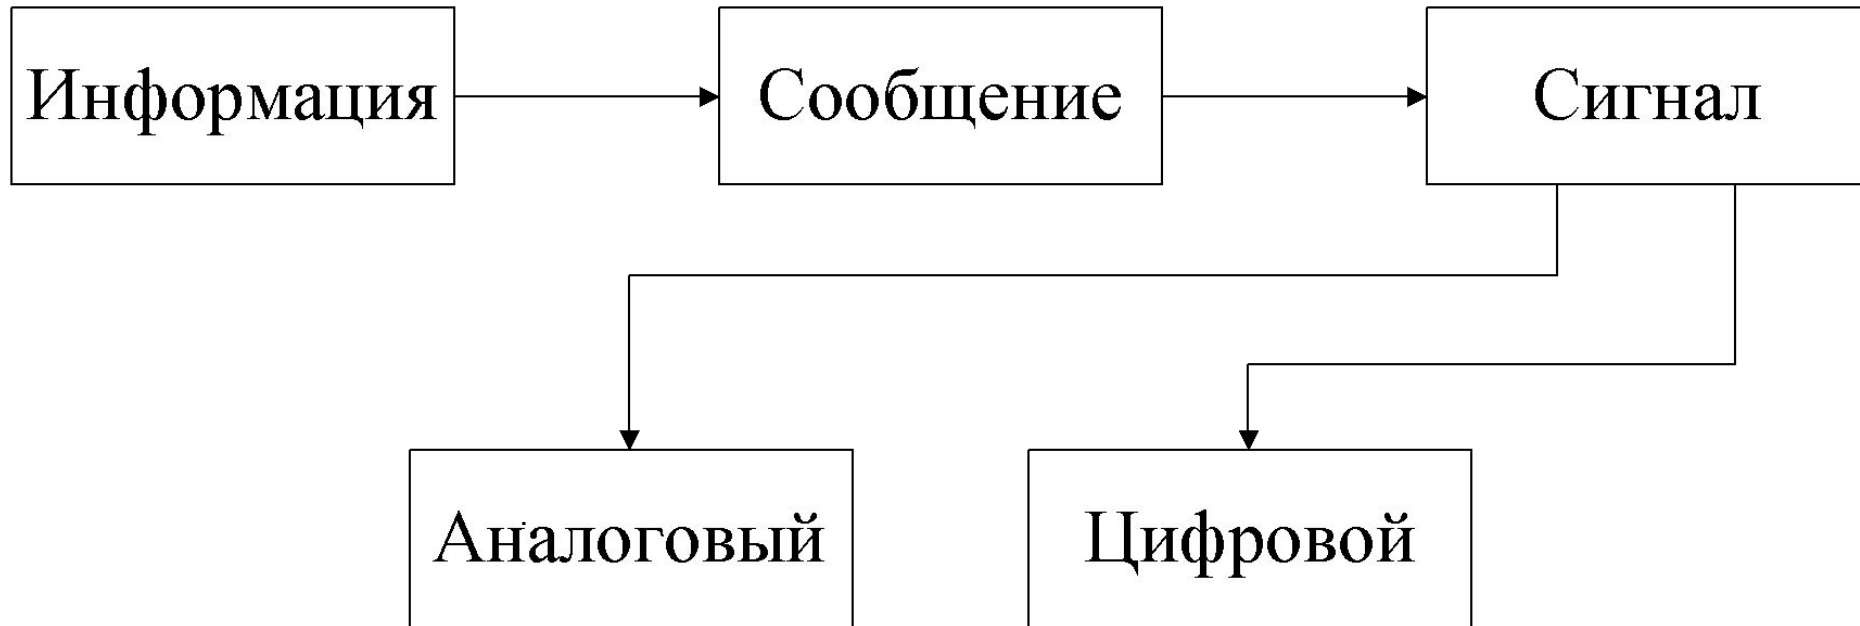 Информация
Сообщение
Сигнал
Аналоговый
Цифровой